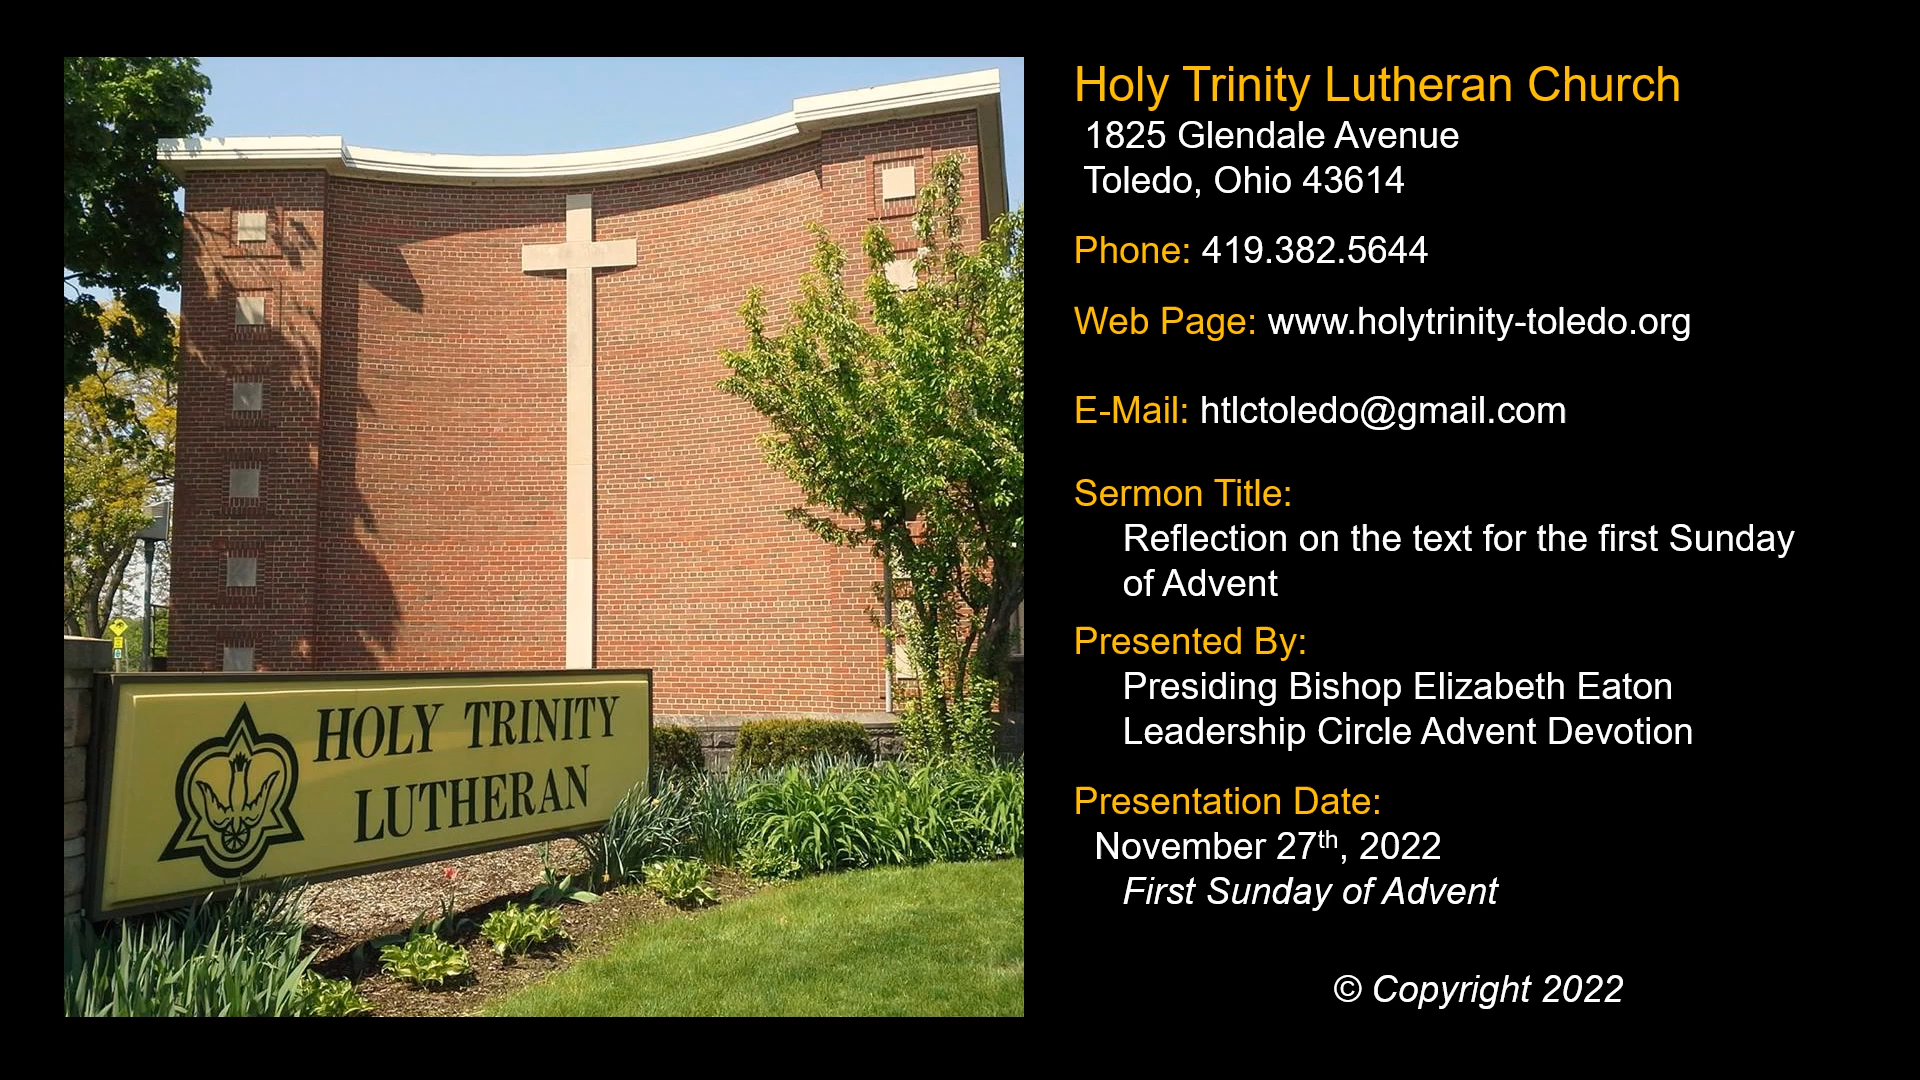 Holy Trinity Lutheran Church
1825 Glendale Avenue
Toledo, Ohio 43614
Phone: 419.382.5644
Web Page: www.holytrinity-toledo.org
E-Mail: htlctoledo@gmail.com
Sermon Title:
Reflection on the text for the first Sunday
of Advent
Presented By:
Presiding Bishop Elizabeth Eaton
Leadership Circle Advent Devotion
Presentation Date:
November 27th, 2022
First Sunday of Advent
© Copyright 2022
HOLY TRINITY
LUTHERAN